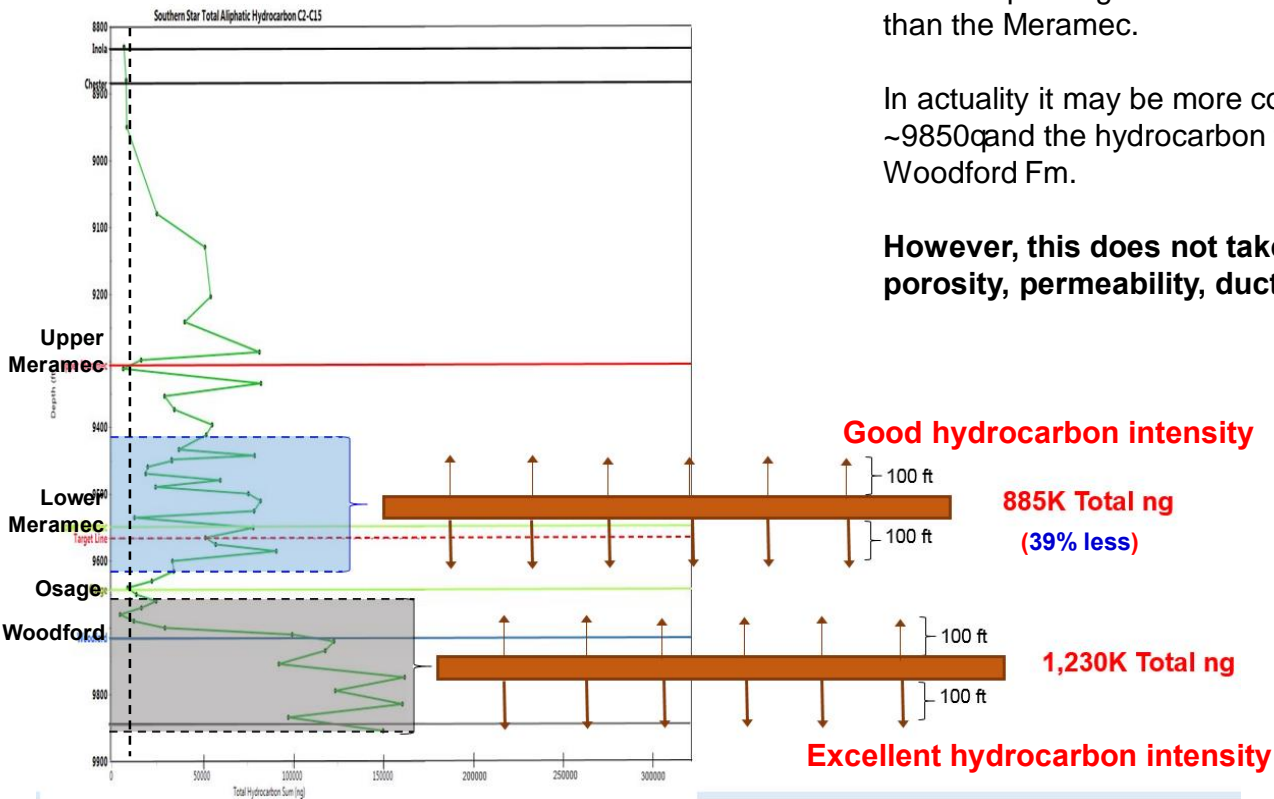 Southern Star Total Aliphatic Hydrocarbon C2-C15
than the Meramec.
In actuality it may be more co
~9850q and the hydrocarbon
Woodford Fm.
However, this does not take
porosity, permeability, duct
8800
Inola
Chester
8900
9000
9100
9200
Upper
Meramec
Depth (ft)
9400
Good hydrocarbon intensity
100 ft
Lower
Meramec
885K Total ng
Target Line
100 ft
(39% less)
9600
Osage
Woodford
100 ft
1,230K Total ng
9800
100 ft
9900
Excellent hydrocarbon intensity
0 50000 100000 150000 200000 250000 300000
Total Hydrocarbon Sum (ng)